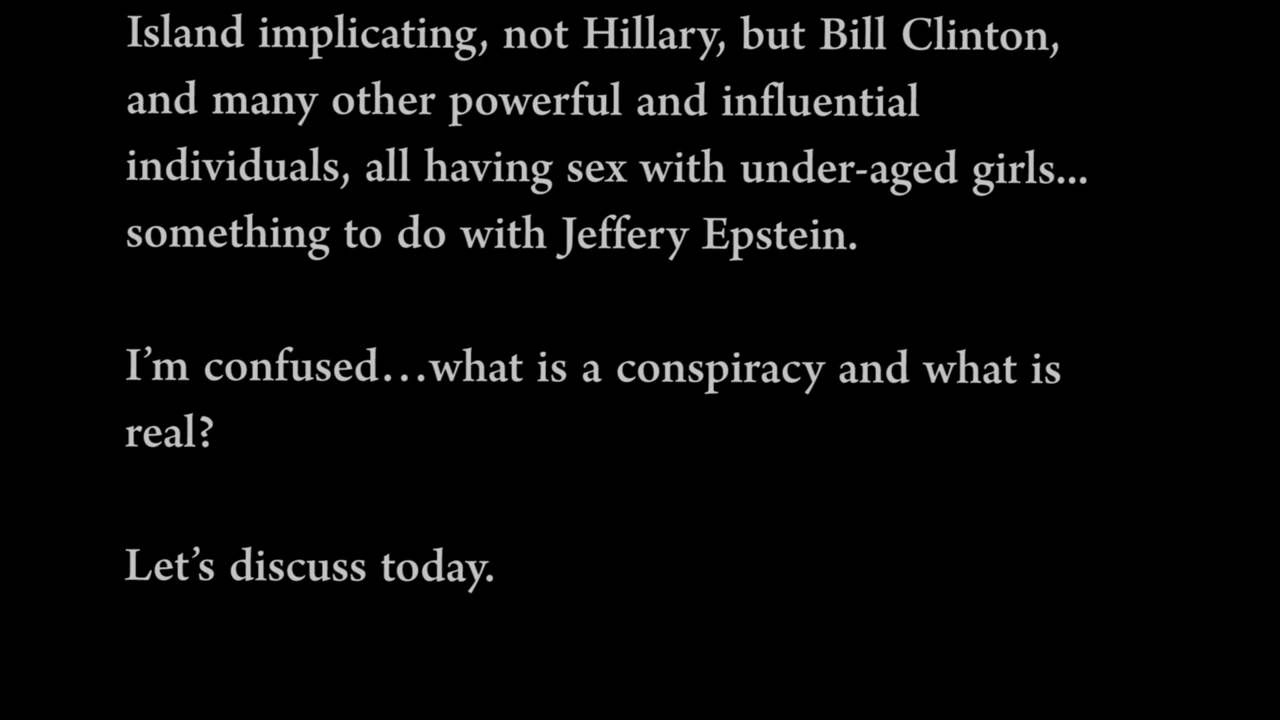 Island implicating, not Hillary, but Bill Clinton,
and many other powerful and influential
individuals, all having sex with under-aged girls...
something to do with Jeffery Epstein.
I’m confused…what is a conspiracy and what is
real?
Let’s discuss today.